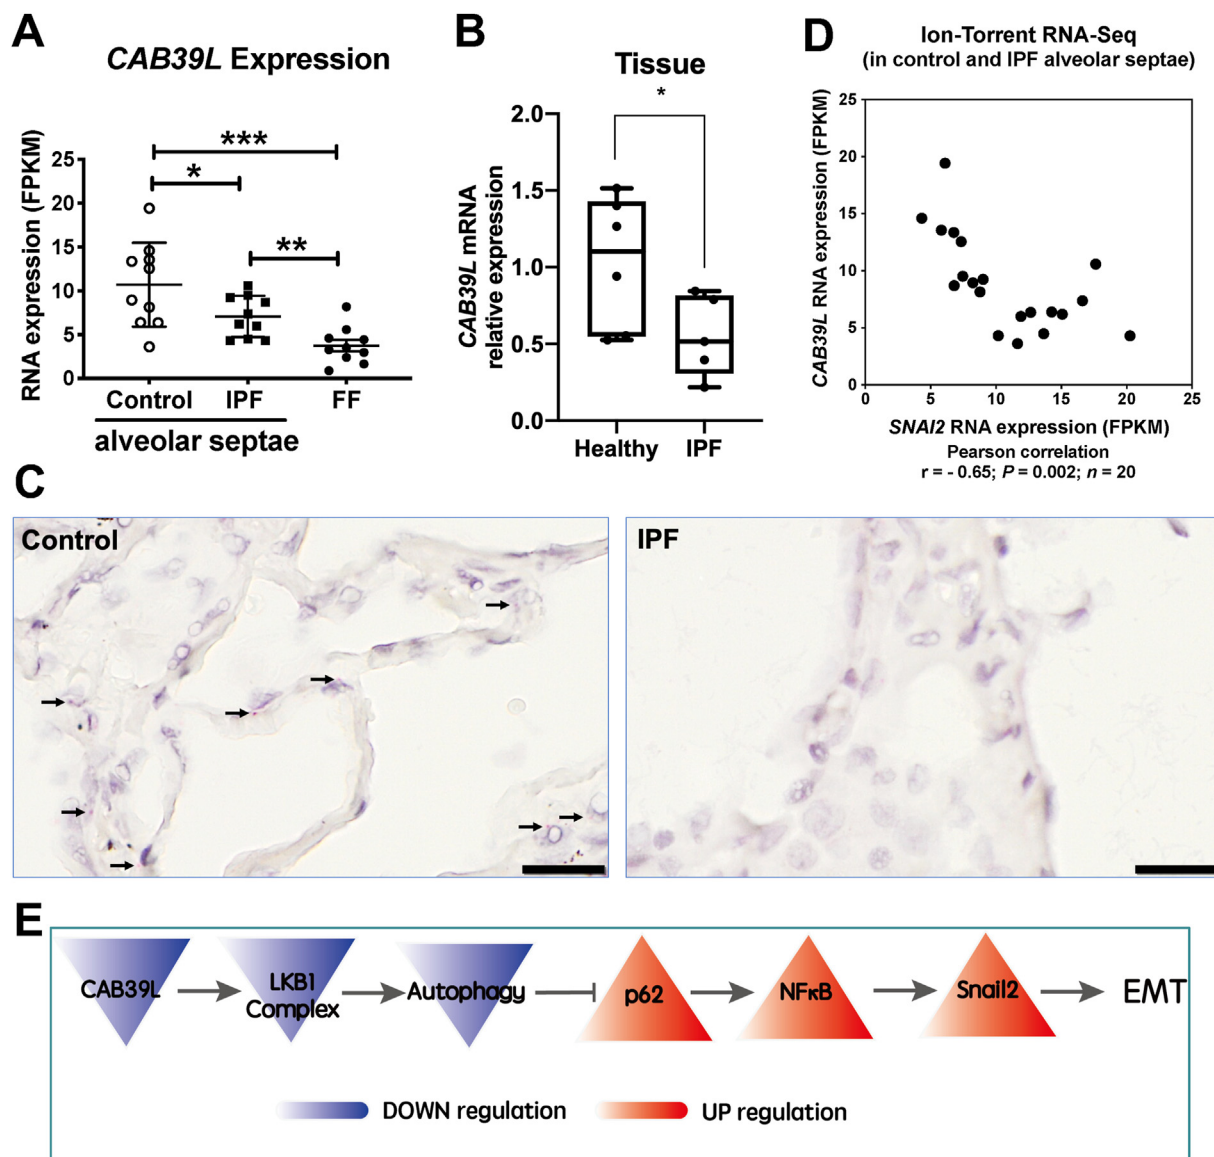 A
CAB39L Expression
RNA expression (FPKM)
25
20
15
10
5
0
***
*
**
Control
IPF
FF
alveolar septae
B
Tissue
*
CAB39L mRNA
relative expression
2.0
1.5
1.0
0.5
0.0
Healthy
IPF
D
Ion-Torrent RNA-Seq
(in control and IPF alveolar septae)
CAB39L RNA expression (FPKM)
25
20
15
10
5
0
0
5
10
15
20
25
SNAI2 RNA expression (FPKM)
Pearson correlation
r = - 0.65; P = 0.002; n = 20
C
Control
IPF
E
CAB39L
LKB1
Complex
Autophagy
p62
NFκB
Snail2
EMT
DOWN regulation
UP regulation